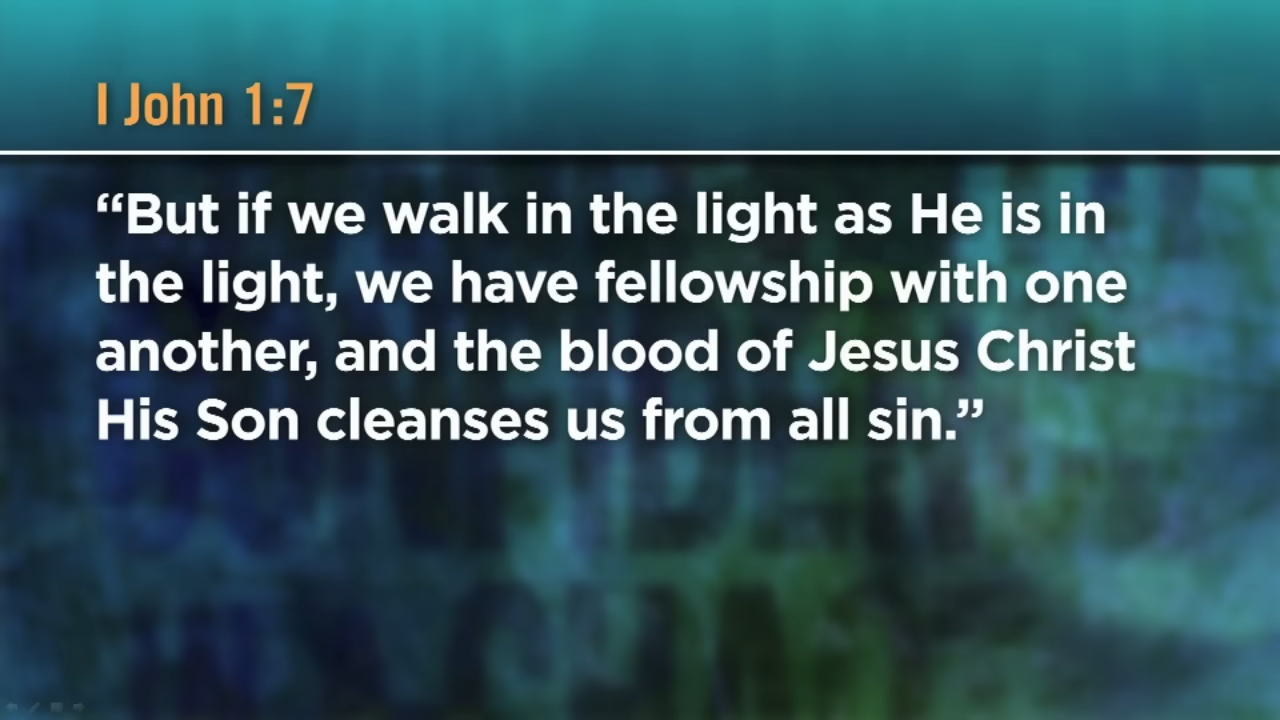 I John 1:7
“But if we walk in the light as He is in
the light, we have fellowship with one
another, and the blood of Jesus Christ
His Son cleanses us from all sin.”